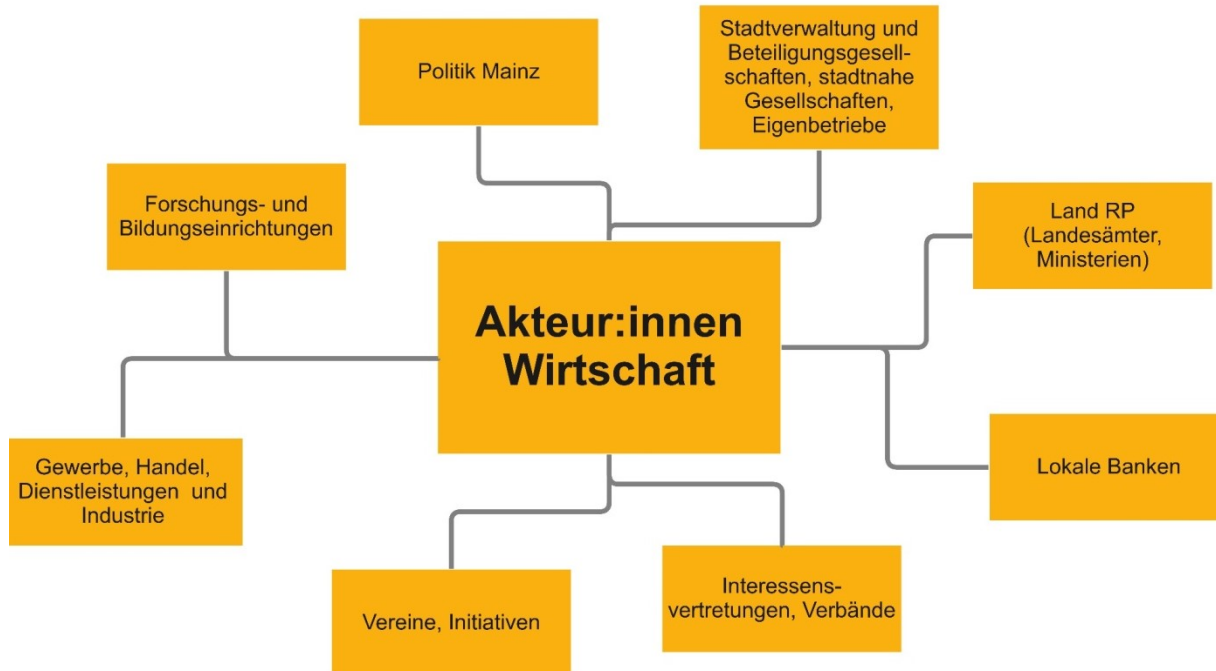 Politik Mainz
Stadtverwaltung und
Beteiligungsgesell-
schaften, stadtnahe
Gesellschaften,
Eigenbetriebe
Forschungs- und
Bildungseinrichtungen
Land RP
(Landesämter,
Ministerien)
Akteur:innen
Wirtschaft
Gewerbe, Handel,
Dienstleistungen und
Industrie
Lokale Banken
Vereine, Initiativen
Interessens-
vertretungen, Verbände